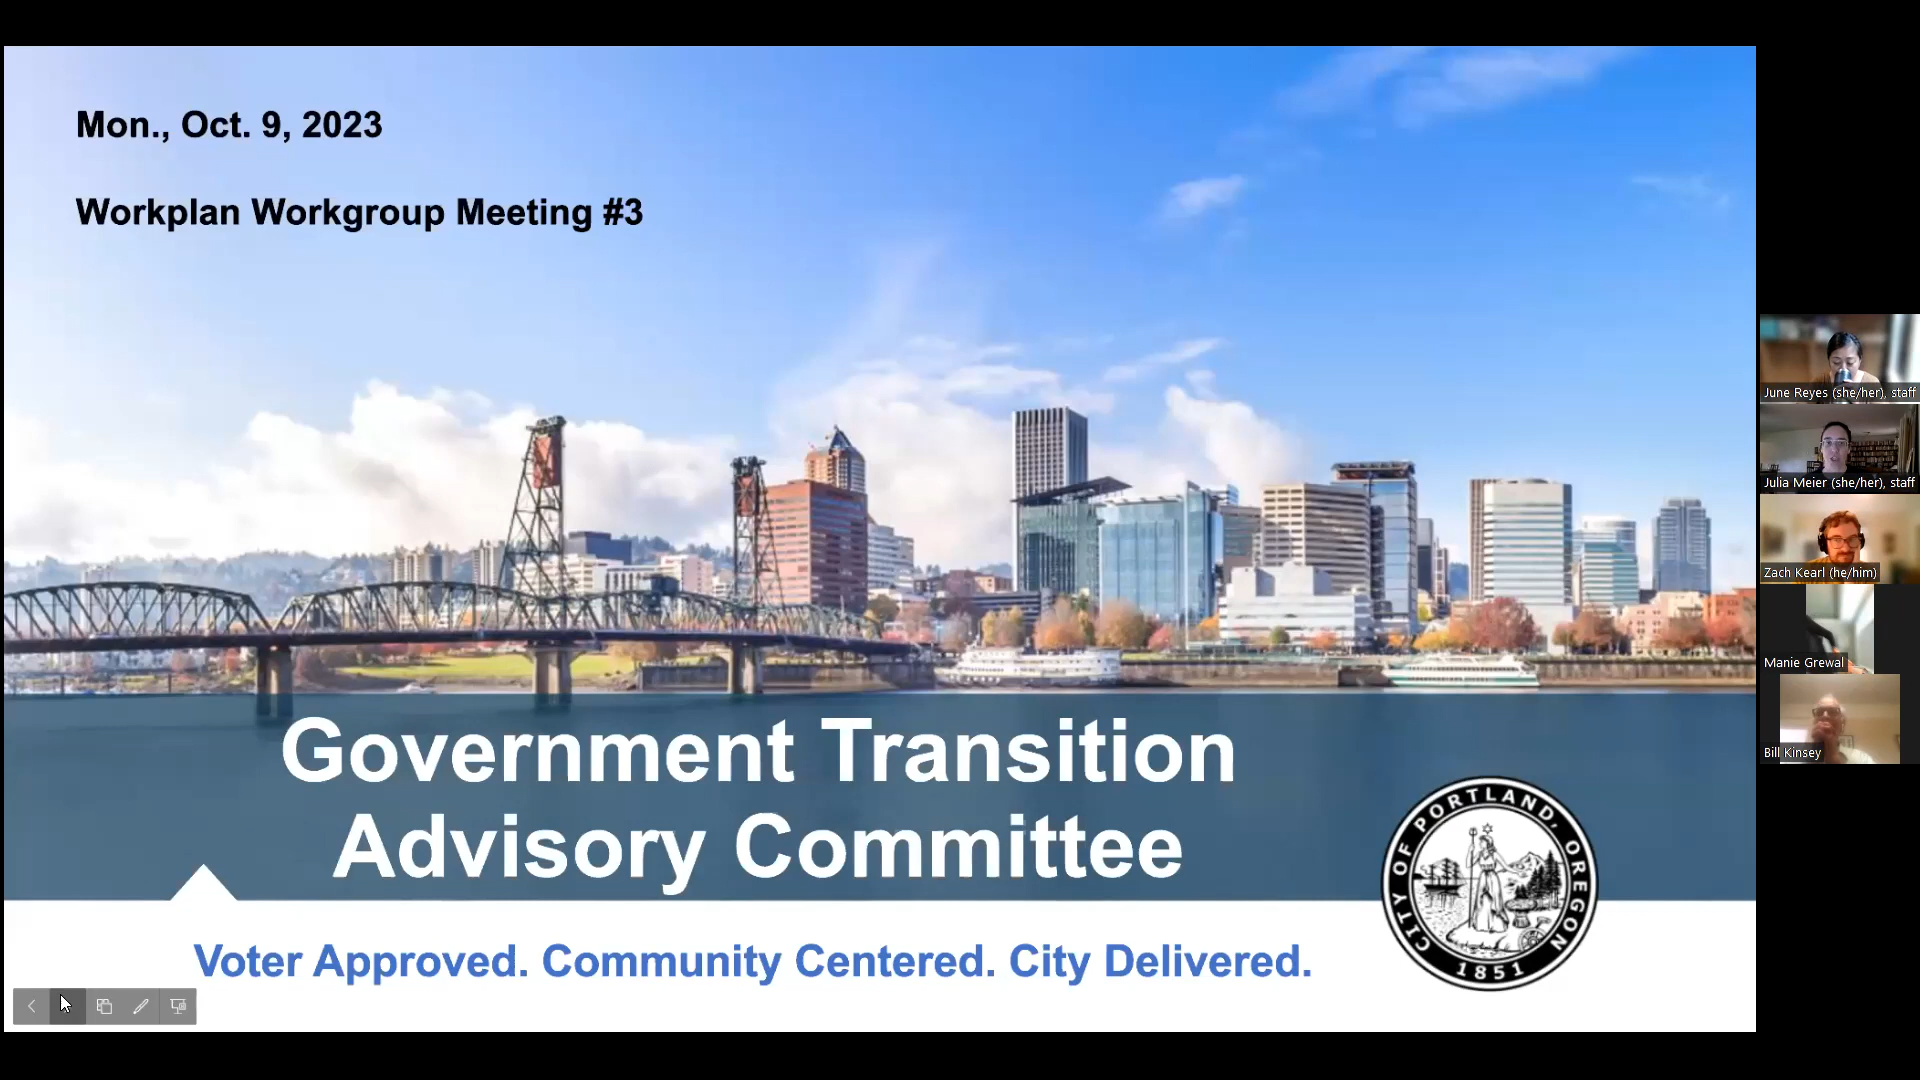 Mon., Oct. 9, 2023
Workplan Workgroup Meeting #3
Government Transition
Advisory Committee
Voter Approved. Community Centered. City Delivered.
CITY OF PORTLAND, OREGON
1851
June Reyes (she/her), staff
Julia Meier (she/her), staff
Zach Kearl (he/him)
Manie Grewal
Bill Kinsey